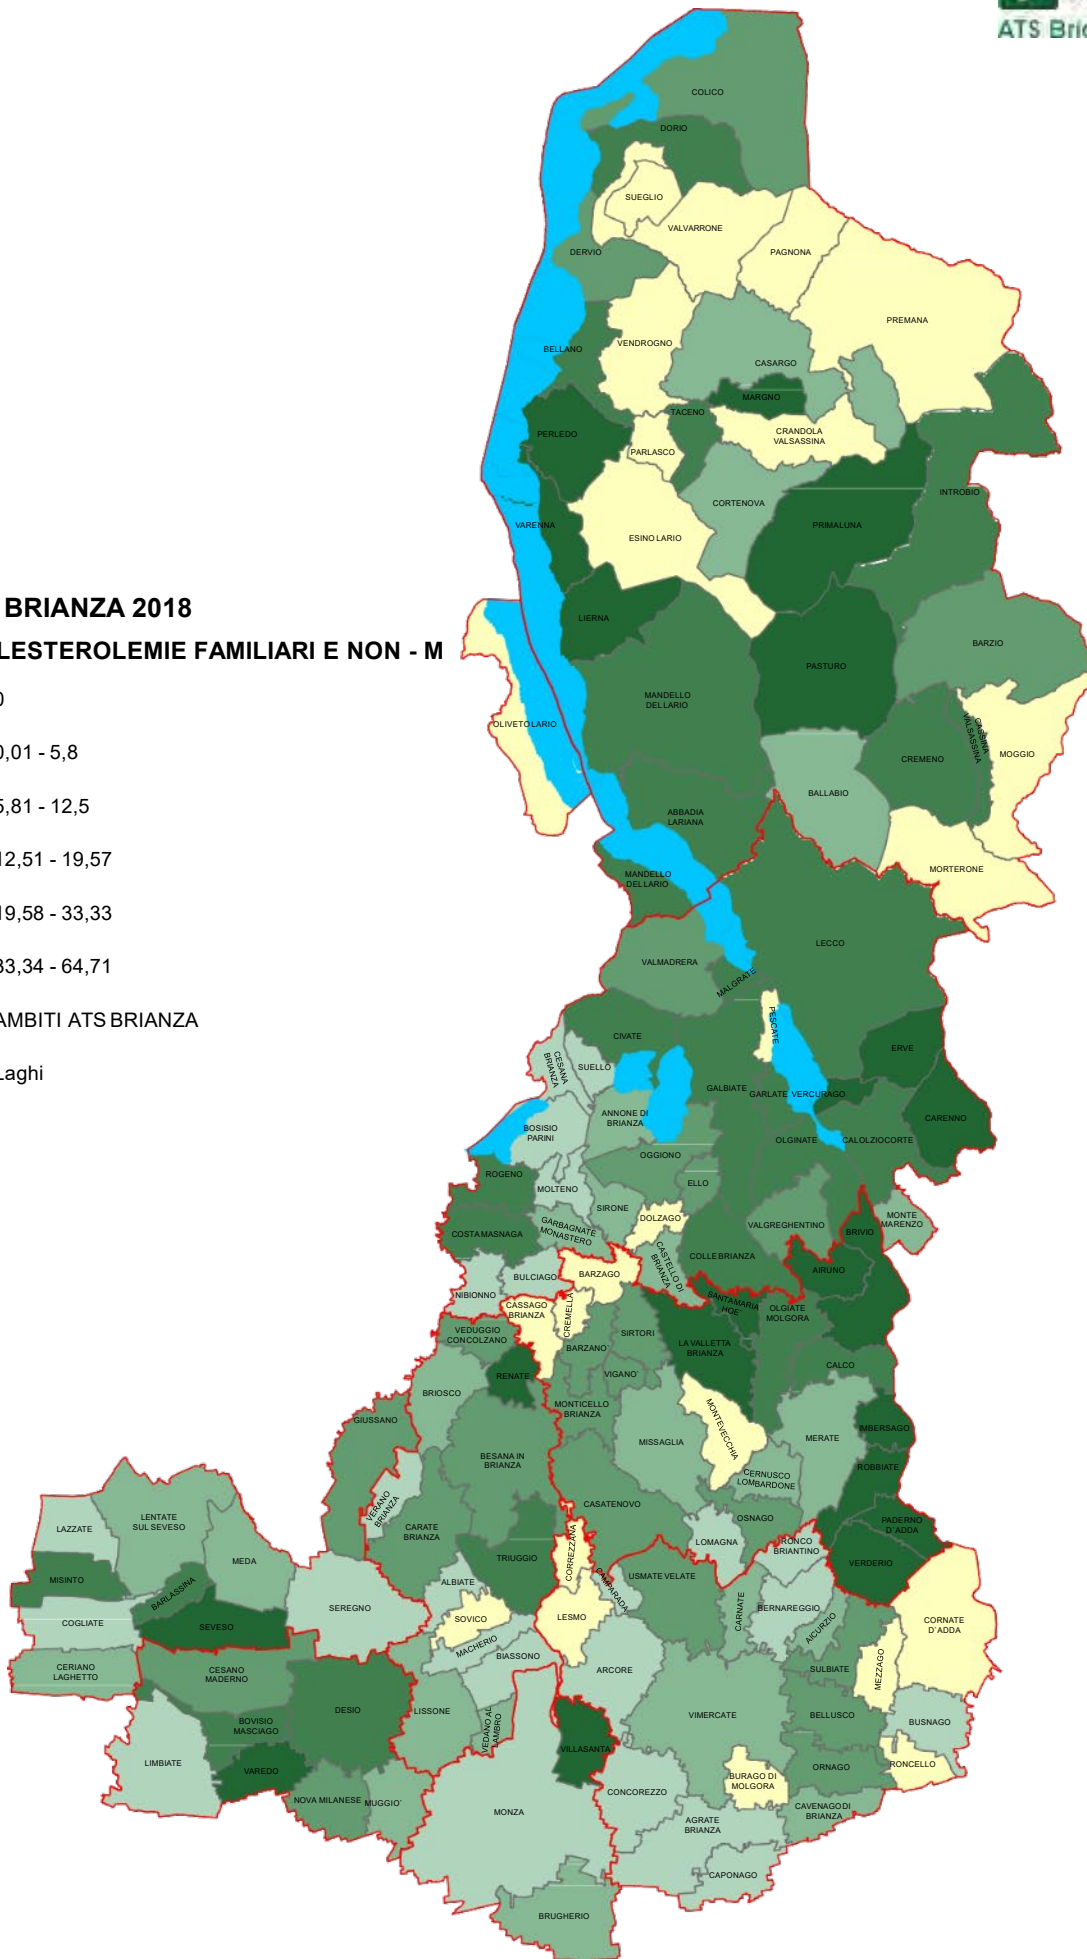 ATS Bri
BRIANZA 2018
LESTEROLEMIE FAMILIARI E NON - M
0
0,01 - 5,8
5,81 - 12,5
12,51 - 19,57
19,58 - 33,33
33,34 - 64,71
AMBITI ATS BRIANZA
Laghi
COLICO
DORIO
SUEGLIO
VALVARRONE
PAGNONA
DERVIO
PREMANA
VENDROGNO
BELLANO
CASARGO
MARGNO
TACENO
CRANDOLA
VALSASSINA
PERLEDO
PARLASCO
CORTENOVA
INTROBIO
PRIMALUNA
VARENNA
ESINO LARIO
LIERNA
BARZIO
PASTURO
MANDELLO
DEL LARIO
OLIVETO LARIO
CASSINA
VALSASSINA
MOGGIO
CREMENO
BALLABIO
ABBADIA
LARIANA
MORTERONE
MANDELLO
DEL LARIO
LECCO
VALMADRERA
MALGRATE
PESCATE
CIVATE
ERVE
CESANA
BRIANZA
SUELLO
GALBIATE
GARLATE
VERCURAGO
CARENNO
ANNONE DI
BRIANZA
BOSISIO
PARINI
OLGINATE
CALOLZIOCORTE
OGGIONO
ROGENO
ELLO
MOLTENO
SIRONE
DOLZAGO
VALGREGHENTINO
MONTE
MARENZO
GARBAGNATE
MONASTERO
COSTA MASNAGA
BRIVIO
COLLE BRIANZA
CASTELLO DI
BRIANZA
AIRUNO
BULCIAGO
BARZAGO
NIBIONNO
SANTA MARIA
HOE
OLGIATE
MOLGORA
CASSAGO
BRIANZA
CREMELLA
VEDUGGIO
CON COLZANO
SIRTORI
LA VALLETTA
BRIANZA
BARZANO'
CALCO
RENATE
VIGANO'
BRIOSCO
MONTICELLO
BRIANZA
GIUSSANO
MONTEVECCHIA
IMBERSAGO
MERATE
MISSAGLIA
BESANA IN
BRIANZA
ROBBIATE
CERNUSCO
LOMBARDONE
VERANO
BRIANZA
CASATENOVO
OSNAGO
PADERNO
D'ADDA
LENTATE
SUL SEVESO
LAZZATE
CARATE
BRIANZA
LOMAGNA
RONCO
BRIANTINO
CORREZZANA
TRIUGGIO
MEDA
VERDERIO
MISINTO
BARLASSINA
ALBIATE
CAMPARADA
USMATE VELATE
SEREGNO
CARNATE
BERNAREGGIO
SOVICO
LESMO
COGLIATE
SEVESO
AICURZIO
CORNATE
D'ADDA
MACHERIO
BIASSONO
CERIANO
LAGHETTO
CESANO
MADERNO
ARCORE
SULBIATE
MEZZAGO
DESIO
LISSONE
VEDANO AL
LAMBRO
VIMERCATE
BELLUSCO
BUSNAGO
BOVISIO
MASCIAGO
LIMBIATE
VILLASANTA
VAREDO
ORNAGO
RONCELLO
BURAGO DI
MOLGORA
CONCOREZZO
NOVA MILANESE
MUGGIO'
CAVENAGO DI
BRIANZA
MONZA
AGRATE
BRIANZA
CAPONAGO
BRUGHERIO